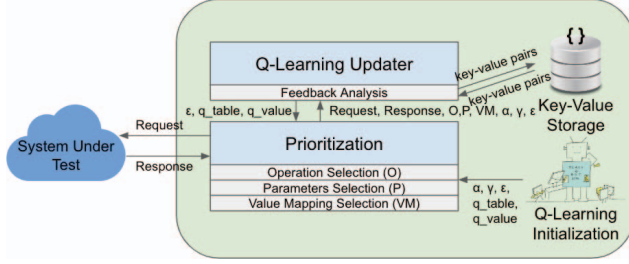 Q-Learning Updater
Feedback Analysis
key-value pairs
key-value pairs
{ }
Key-Value
Storage
ε, q_table, q_value
Request, Response, O,P, VM, α, γ, ε
Request
Response
System Under
Test
Prioritization
Operation Selection (O)
Parameters Selection (P)
Value Mapping Selection (VM)
α, γ, ε,
q_table,
q_value
Q-Learning
Initialization